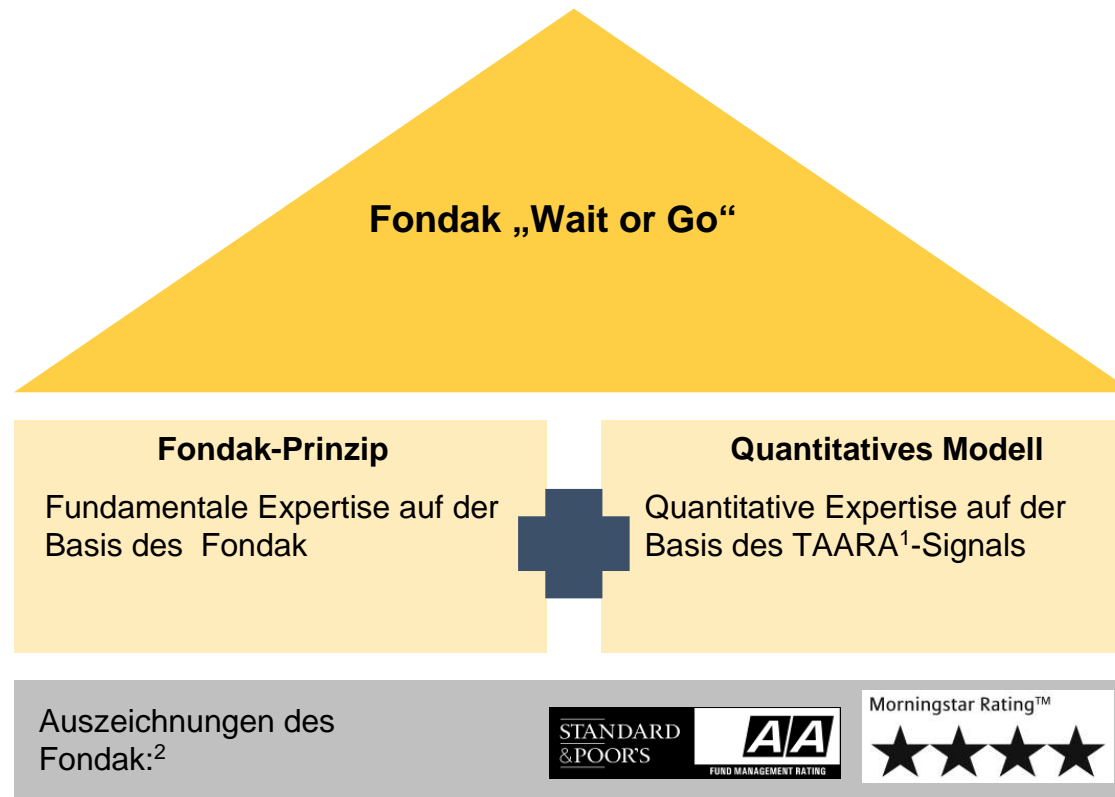 Fondak „Wait or Go“
Fondak-Prinzip
Fundamentale Expertise auf der
Basis des  Fondak
Quantitatives Modell
Quantitative Expertise auf der
Basis des TAARA¹-Signals
Auszeichnungen des
Fondak:²
STANDARD
&POOR'S
AA
FUND MANAGEMENT RATING
Morningstar Rating™